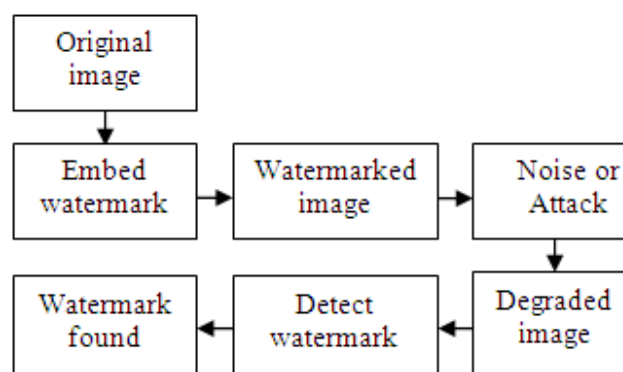 Original
image
Embed
watermark
Watermarked
image
Noise or
Attack
Degraded
image
Detect
watermark
Watermark
found